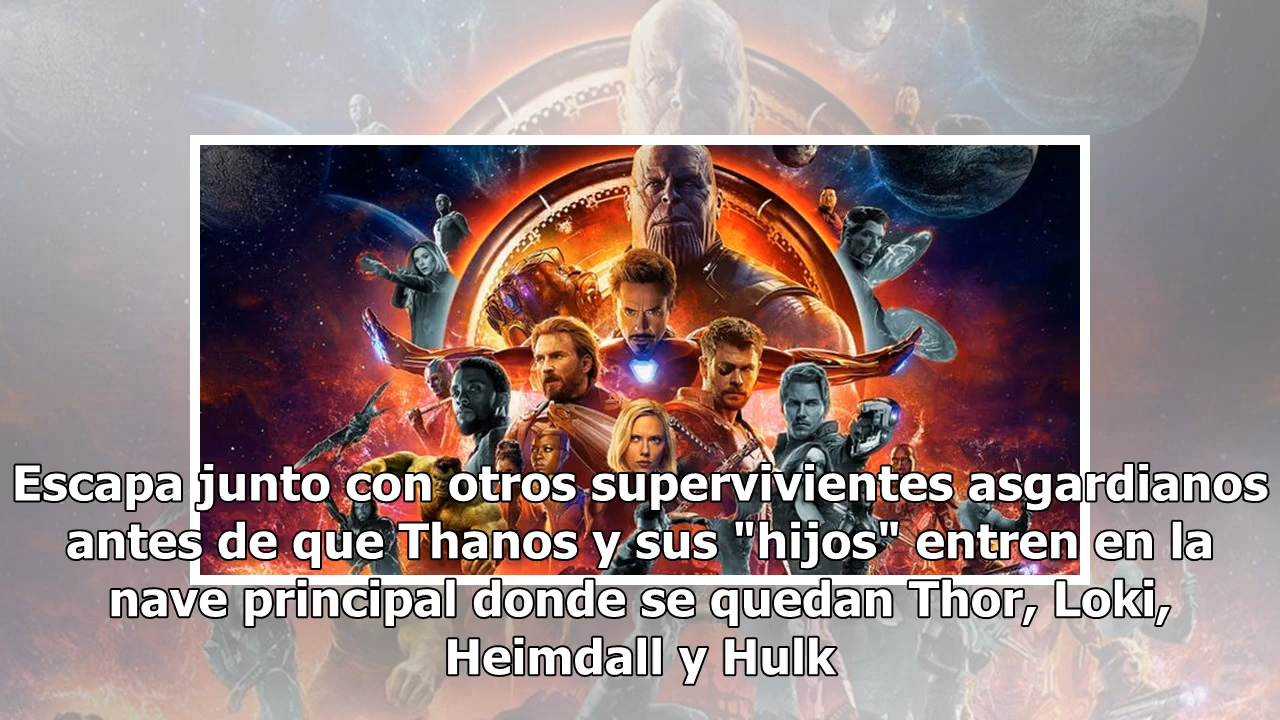 Escapa junto con otros supervivientes asgardianos
antes de que Thanos y sus "hijos" entren en la
nave principal donde se quedan Thor, Loki,
Heimdall y Hulk